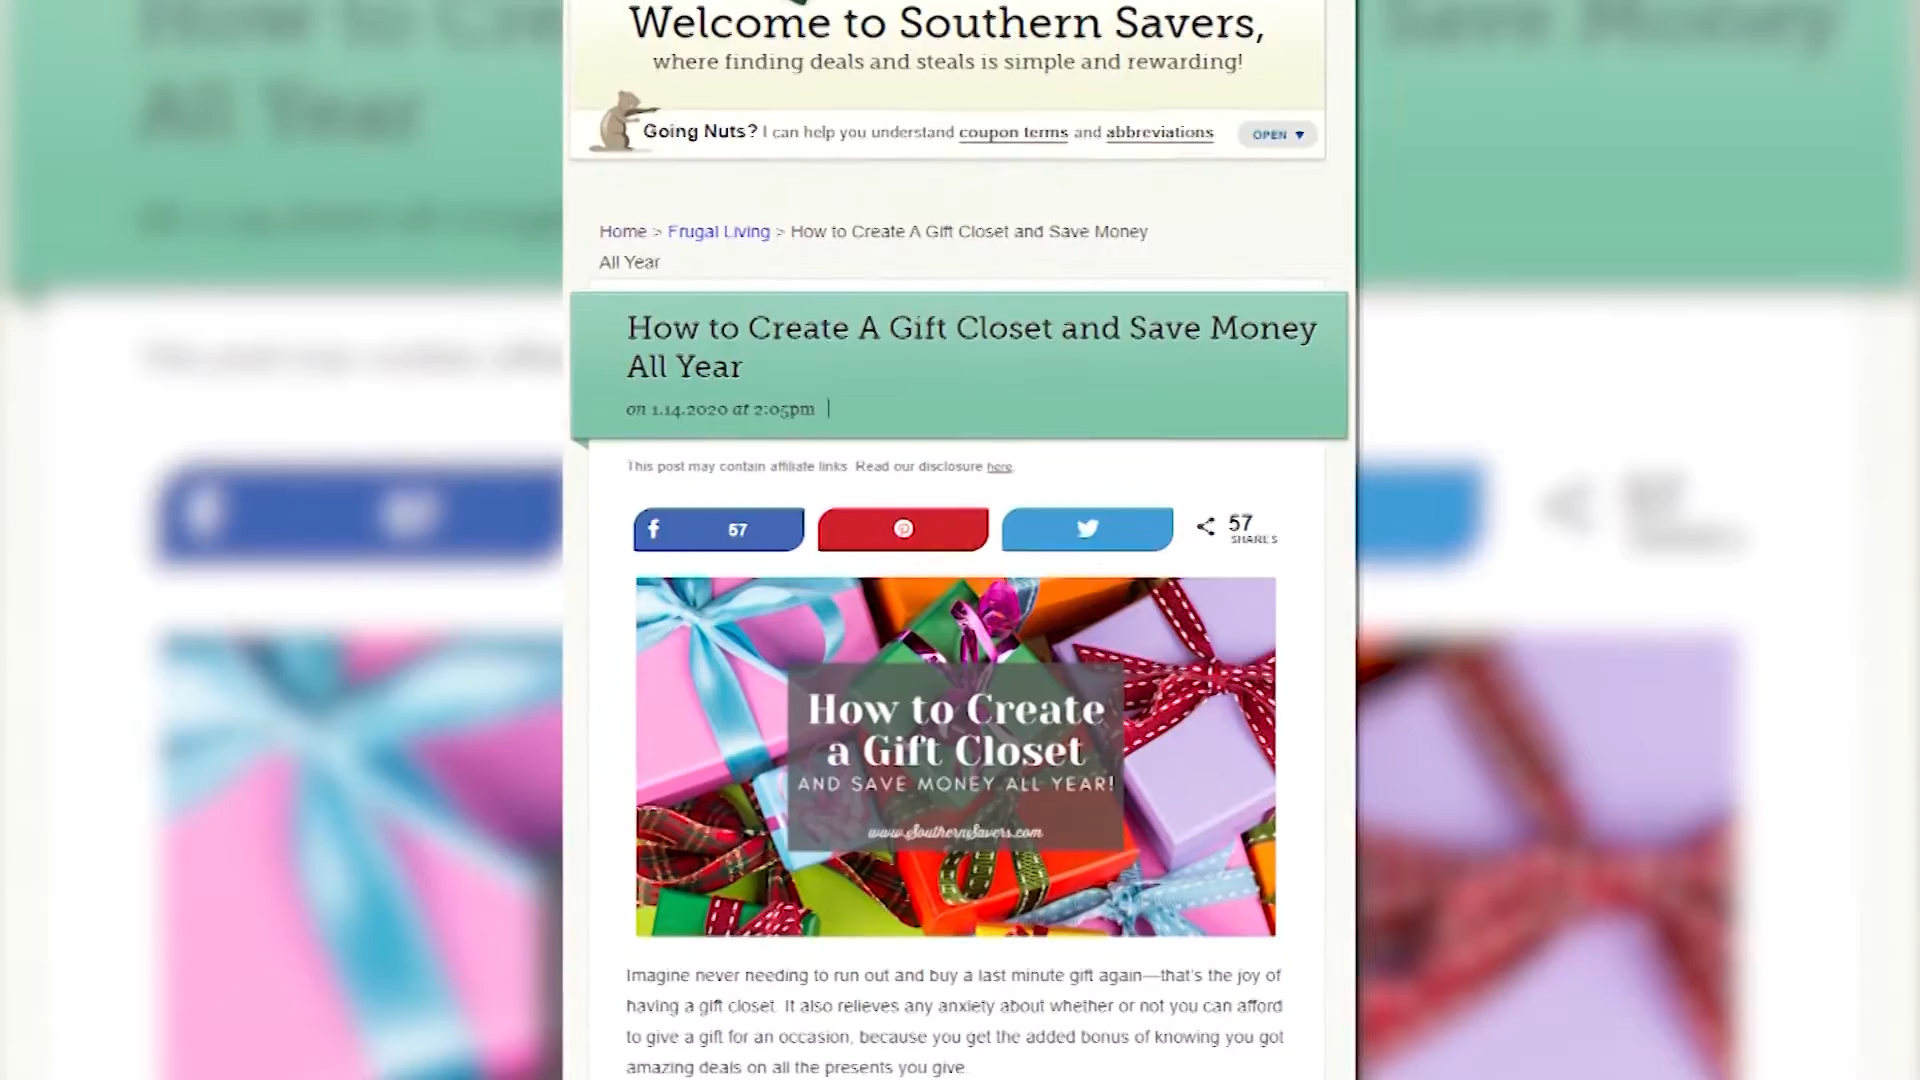 Welcome to Southern Savers,
where finding deals and steals is simple and rewarding!
Going Nuts? I can help you understand coupon terms and abbreviations
OPEN ▼
Home > Frugal Living > How to Create A Gift Closet and Save Money
All Year
How to Create A Gift Closet and Save Money
All Year
on 1.14.2020 at 2:05pm |
This post may contain affiliate links. Read our disclosure here.
57
57
SHARES
How to Create
a Gift Closet
AND SAVE MONEY ALL YEAR!
www.SouthernSavers.com
Imagine never needing to run out and buy a last minute gift again—that's the joy of
having a gift closet. It also relieves any anxiety about whether or not you can afford
to give a gift for an occasion, because you get the added bonus of knowing you got
amazing deals on all the presents you give.